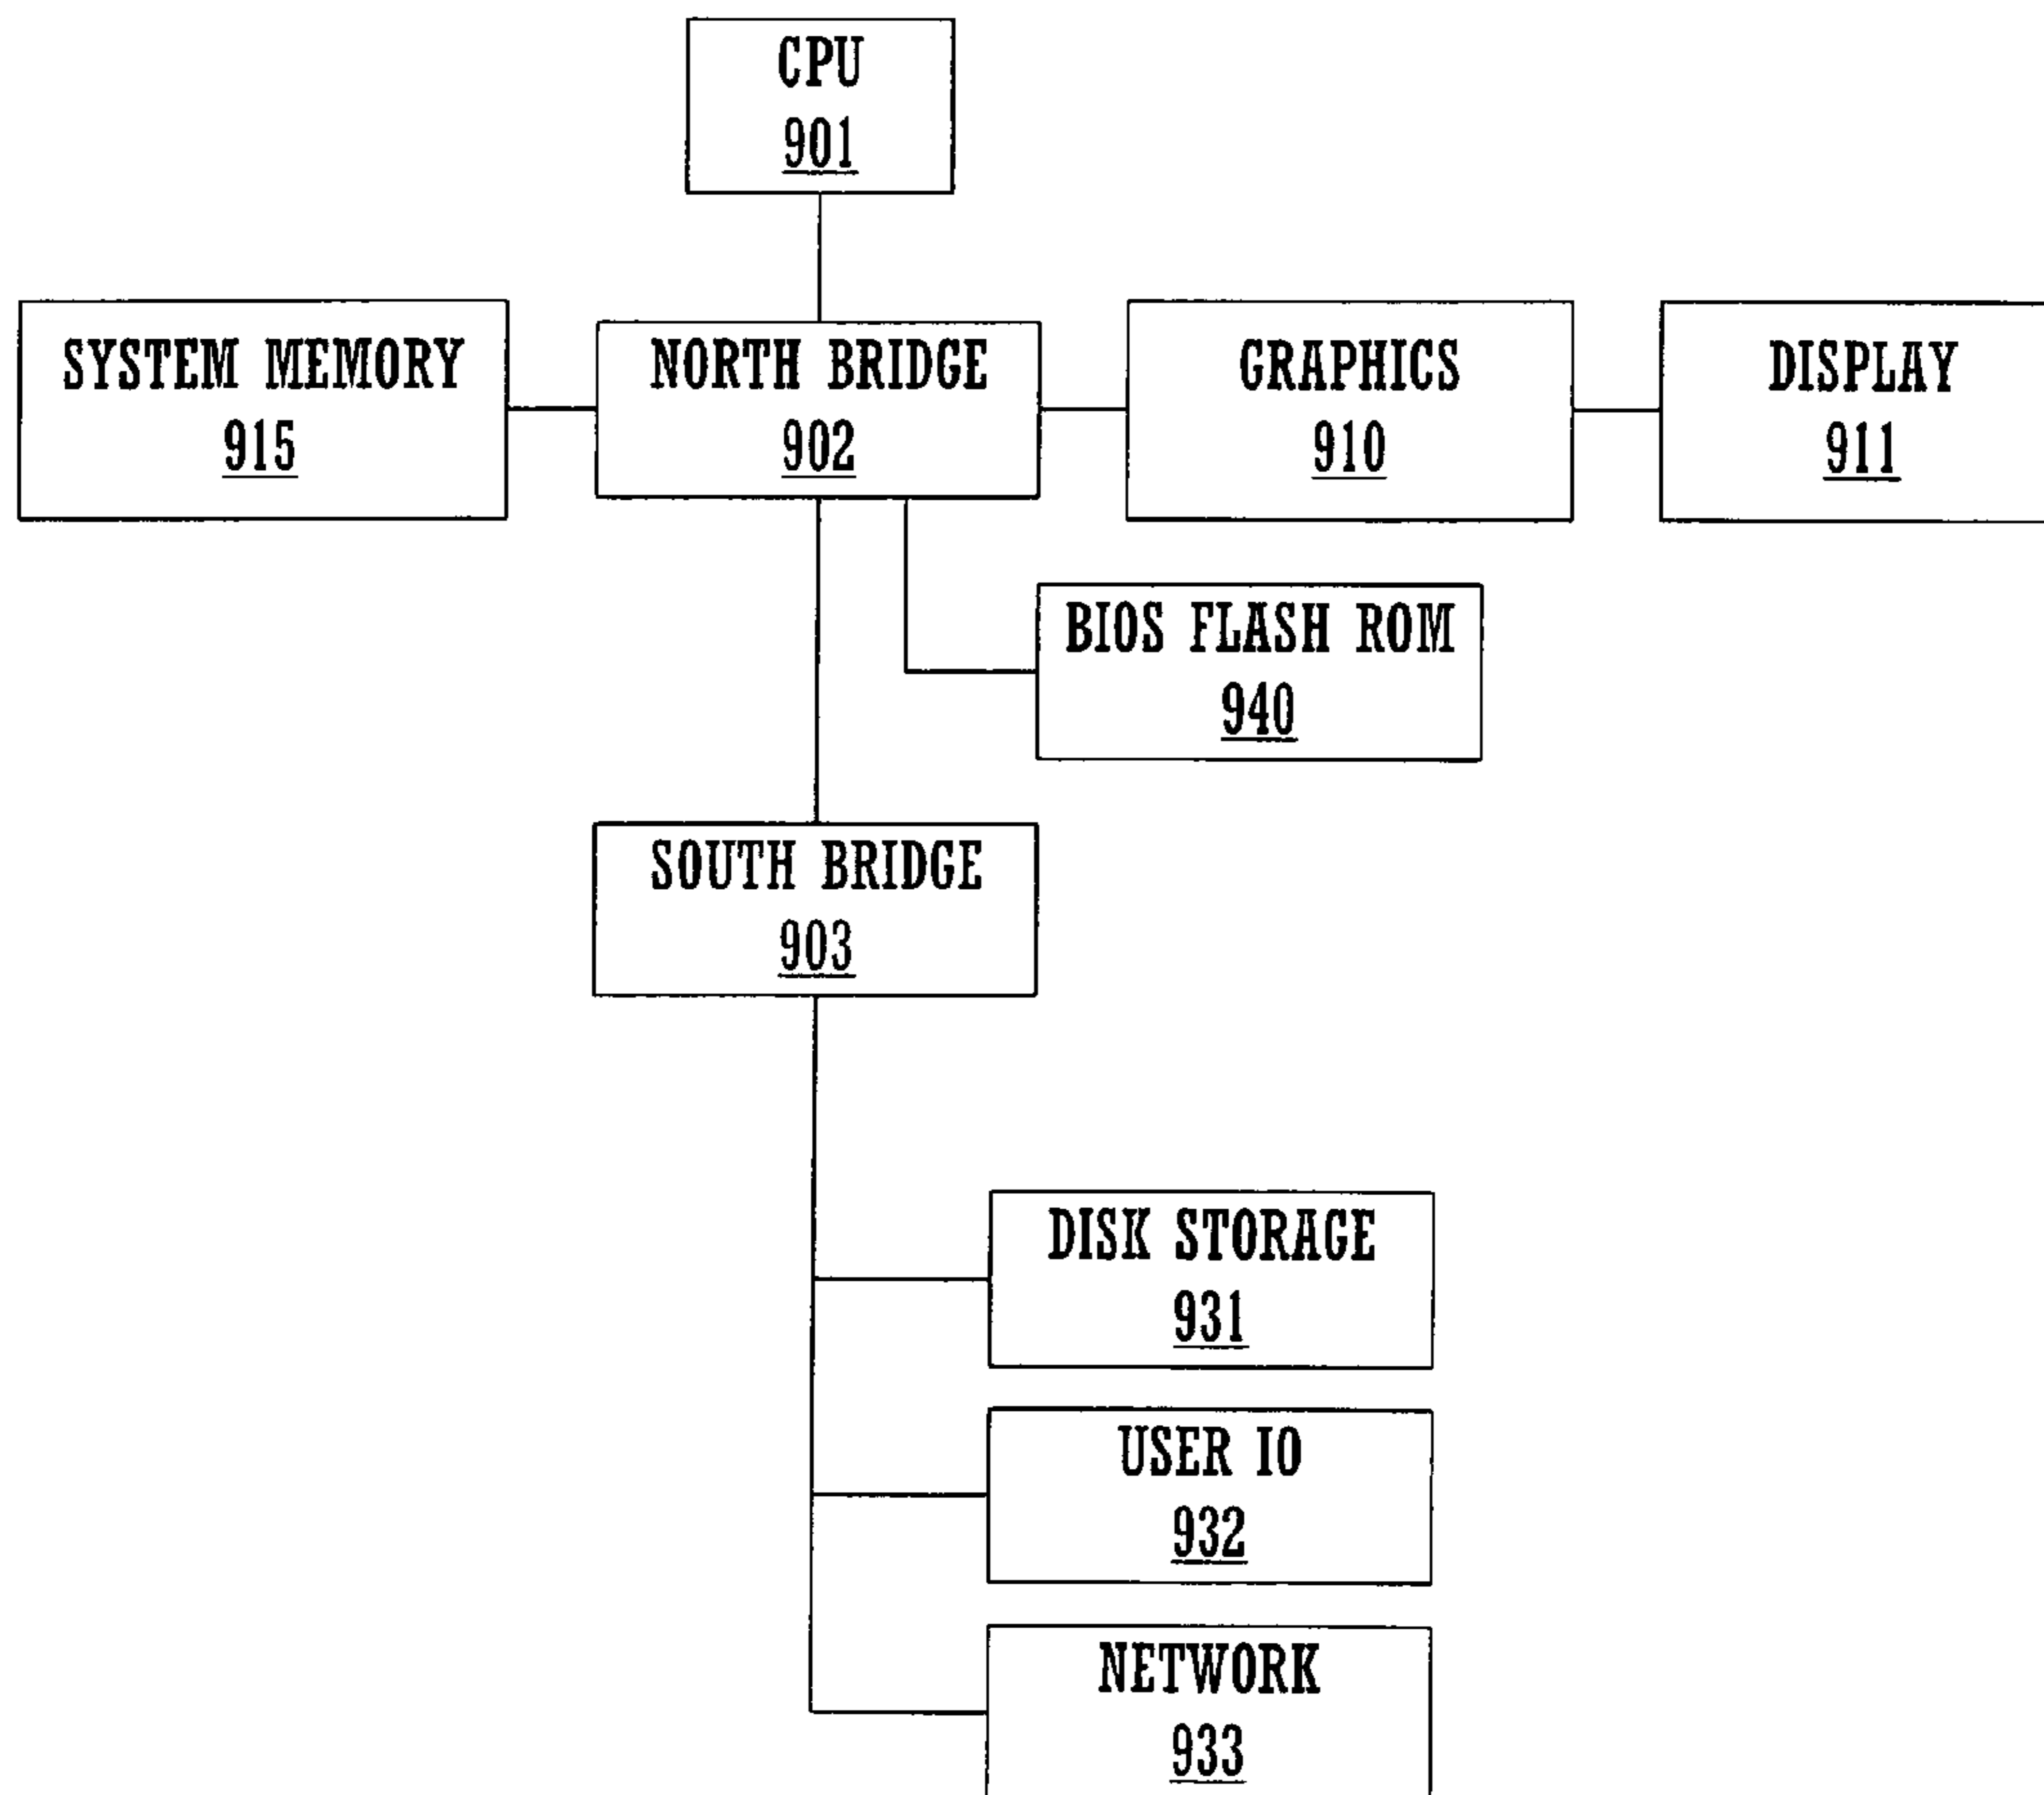 CPU
901
SYSTEM MEMORY
915
NORTH BRIDGE
902
GRAPHICS
910
DISPLAY
911
BIOS FLASH ROM
940
SOUTH BRIDGE
903
DISK STORAGE
931
USER IO
932
NETWORK
933